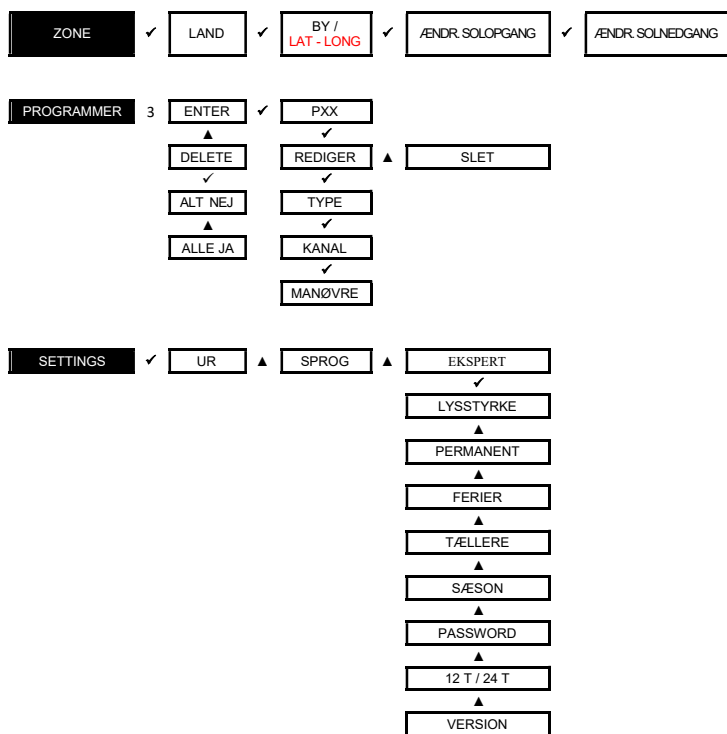 ZONE ✓ LAND ✓ BY / ✓ ÆNDR. SOLOPGANG ✓ ÆNDR. SOLNEDGANG
LAT - LONG
PROGRAMMER 3 ENTER ✓ PXX
▲ ✓
DELETE REDIGER ▲ SLET
✓ ✓
ALT NEJ TYPE
▲ ✓
ALLE JA KANAL
✓
MANØVRE
SETTINGS ✓ UR ▲ SPROG ▲ EKSPERT
✓
LYSSTYRKE
▲
PERMANENT
▲
FERIER
▲
TÆLLERE
▲
SÆSON
▲
PASSWORD
▲
12 T / 24 T
▲
VERSION